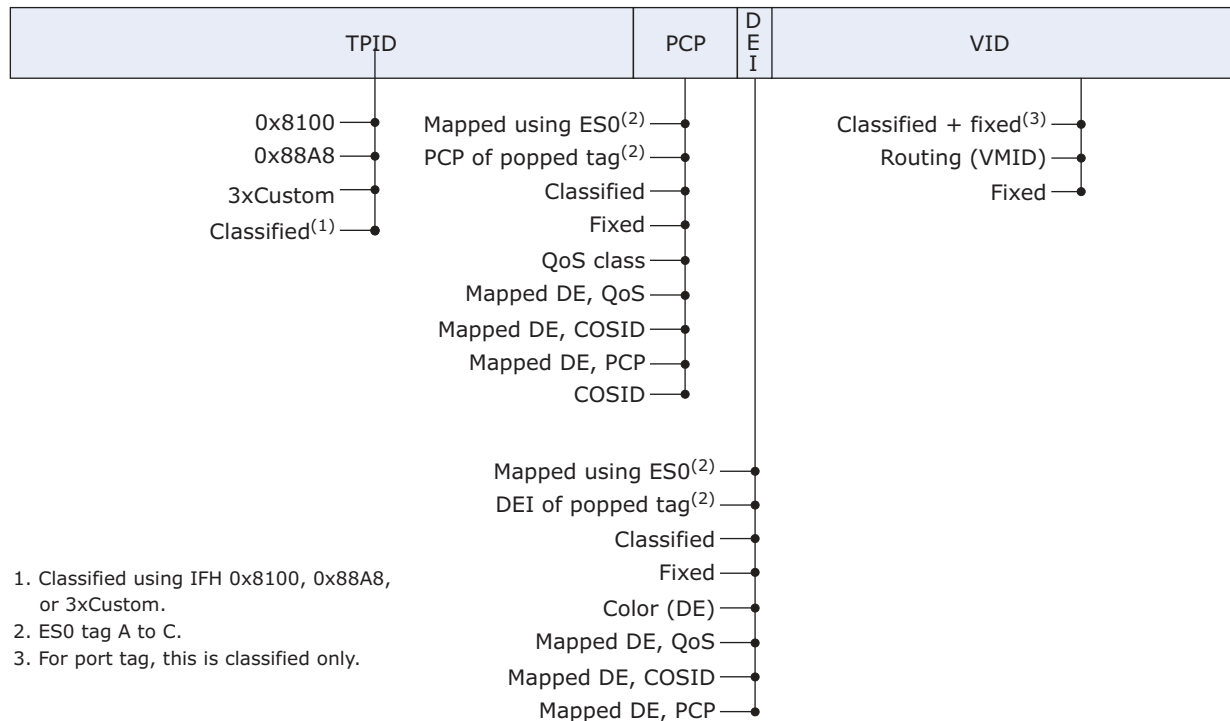 TPID PCP DEI VID
0x8100
0x88A8
3xCustom
Classified(1)
Mapped using ES0(2)
PCP of popped tag(2)
Classified
Fixed
QoS class
Mapped DE, QoS
Mapped DE, COSID
Mapped DE, PCP
COSID
Mapped using ES0(2)
DEI of popped tag(2)
Classified
Fixed
Color (DE)
Mapped DE, QoS
Mapped DE, COSID
Mapped DE, PCP
Classified + fixed(3)
Routing (VMID)
Fixed
1. Classified using IFH 0x8100, 0x88A8,
or 3xCustom.
2. ES0 tag A to C.
3. For port tag, this is classified only.